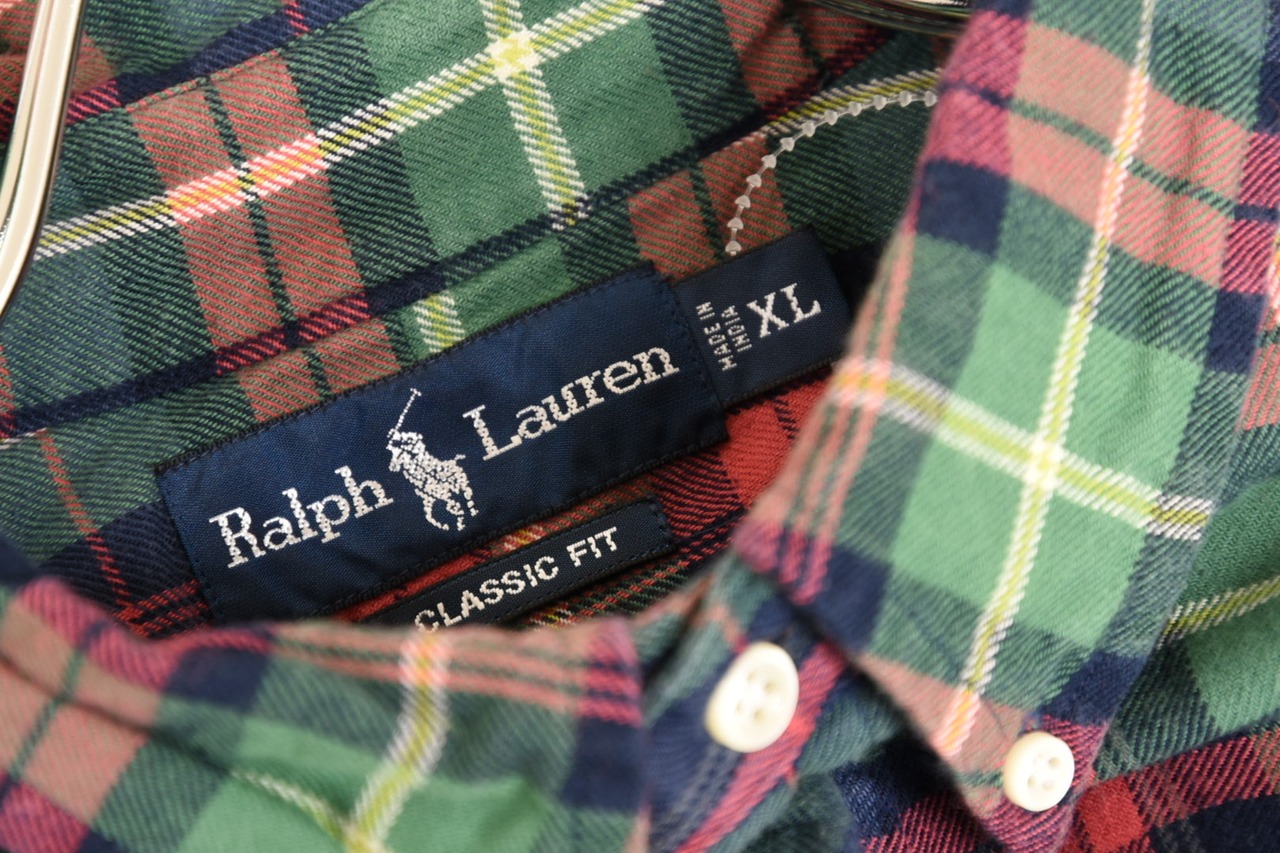 Ralph Lauren
MADE IN
INDIA
XL
CLASSIC FIT